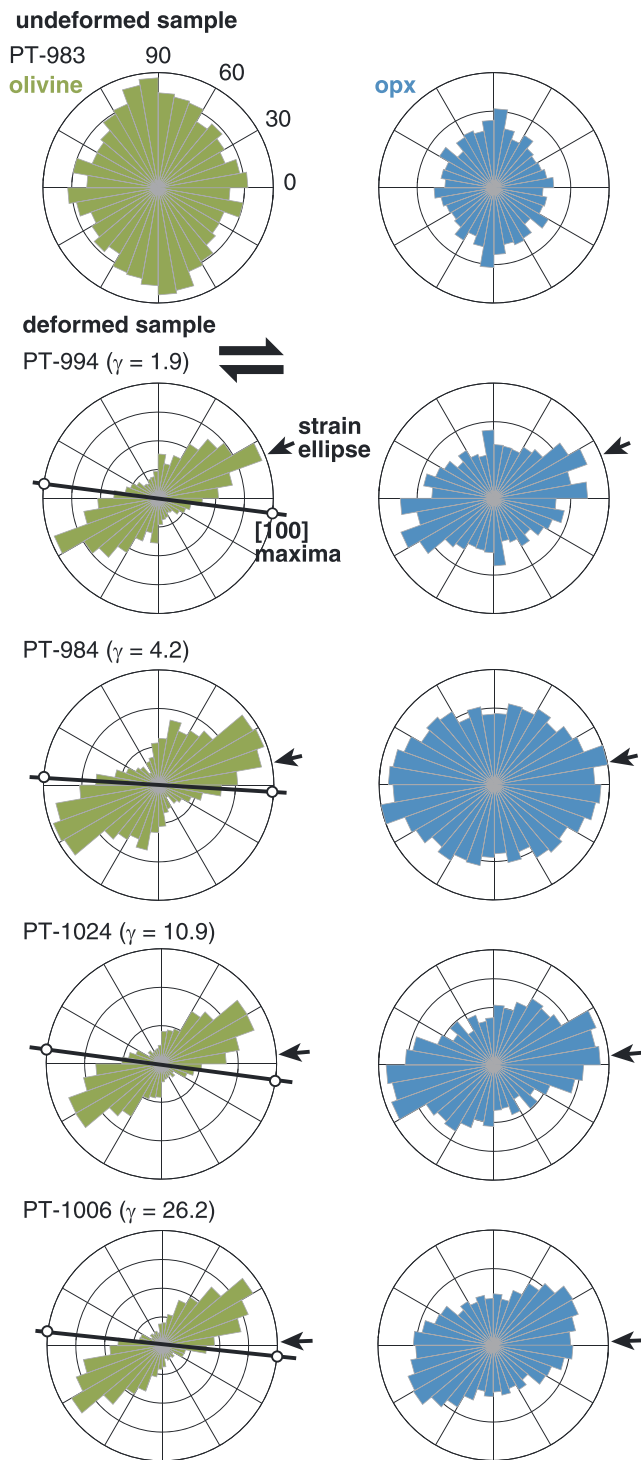 undeformed sample
PT-983
90
60
olivine
opx
30
0
deformed sample
PT-994 (γ = 1.9)
strain
ellipse
[100]
maxima
PT-984 (γ = 4.2)
PT-1024 (γ = 10.9)
PT-1006 (γ = 26.2)